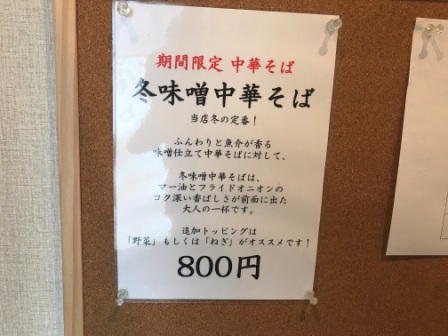 期間限定 中華そば
冬味噌中華そば
当店冬の定番!
ふんわりと魚介が香る
味噌仕立て中華そばに対して、
冬味噌中華そばは、
マー油とフライドオニオンの
コク深い香ばしさが前面に出た
大人の一杯です。
追加トッピングは
「野菜」もしくは「ねぎ」がオススメです!
800円